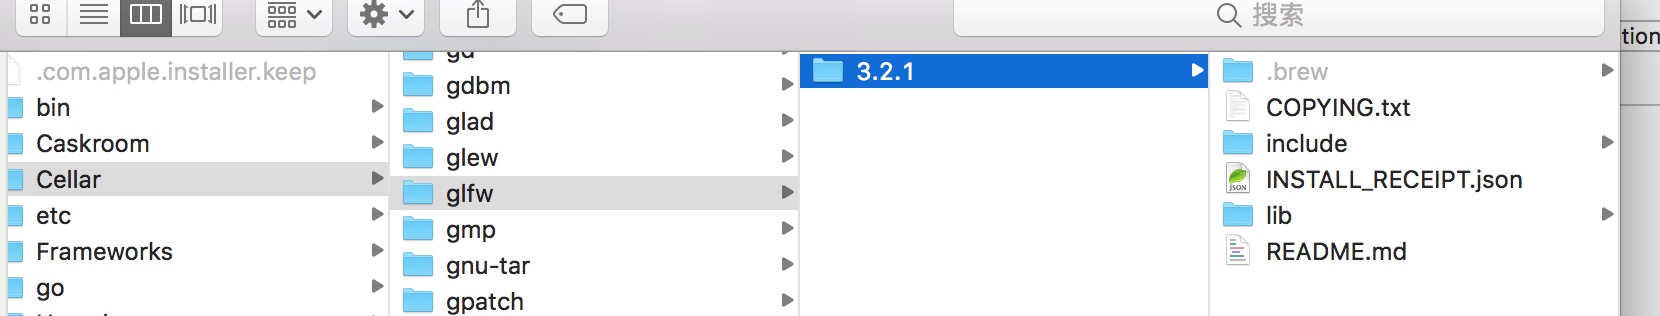 搜索
tion
.com.apple.installer.keep
bin
Caskroom
Cellar
etc
Frameworks
go
gd
gdbm
glad
glew
glfw
gmp
gnu-tar
gpatch
3.2.1
.brew
COPYING.txt
include
INSTALL_RECEIPT.json
JSON
lib
README.md